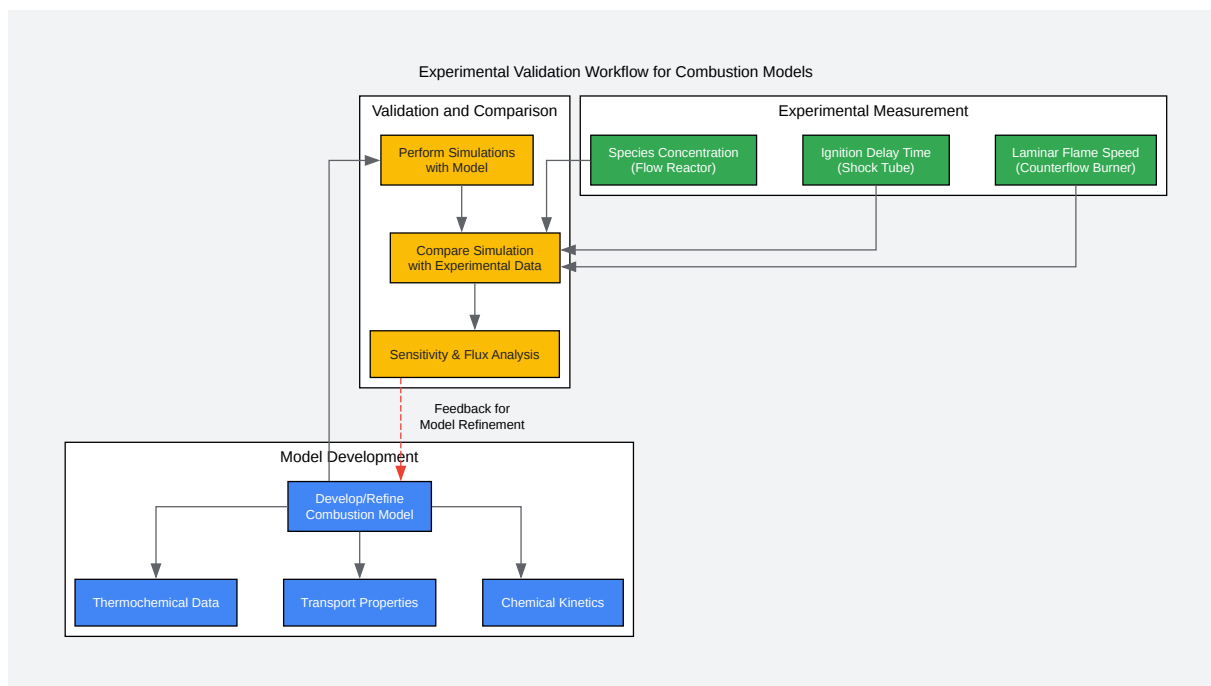 Experimental Validation Workflow for Combustion Models
Validation and Comparison
Experimental Measurement
Perform Simulations
with Model
Species Concentration
(Flow Reactor)
Ignition Delay Time
(Shock Tube)
Laminar Flame Speed
(Counterflow Burner)
Compare Simulation
with Experimental Data
Sensitivity & Flux Analysis
Feedback for
Model Refinement
Model Development
Develop/Refine
Combustion Model
Thermochemical Data
Transport Properties
Chemical Kinetics